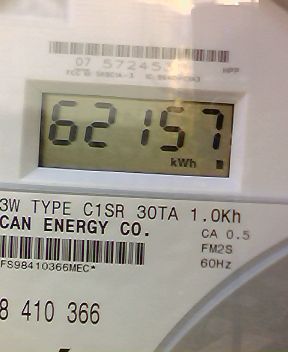 07 572453
HPP
62157
kWh
3W TYPE C1SR 30TA 1.0Kh
CAN ENERGY CO.
CA 0.5
FM2S
60Hz
FS98410366MEC*
8 410 366